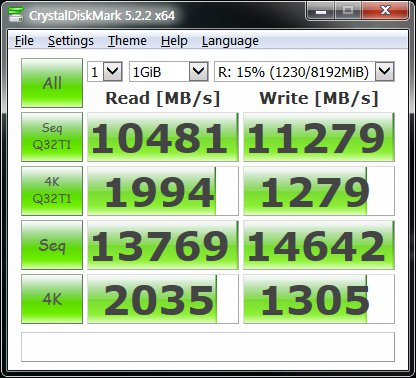 CrystalDiskMark 5.2.2 x64
File Settings Theme Help Language
All 1 1GiB R: 15% (1230/8192MiB)
Read [MB/s] Write [MB/s]
Seq
Q32T1 10481 11279
4K
Q32T1 1994 1279
Seq 13769 14642
4K 2035 1305